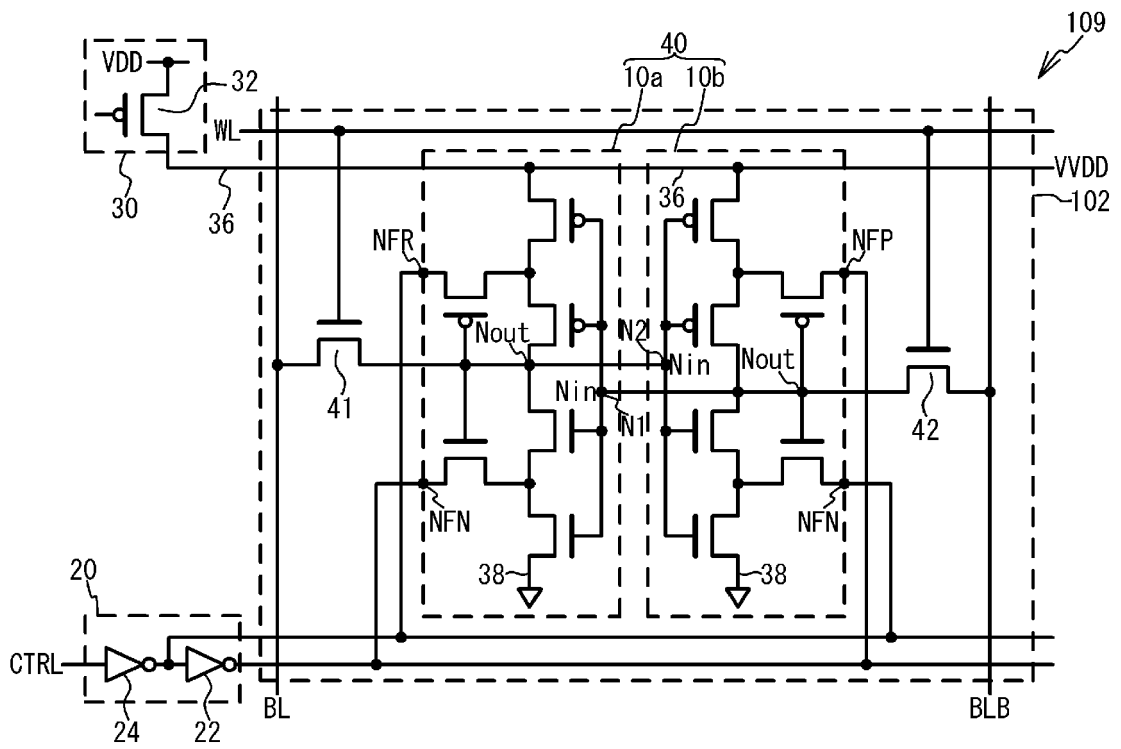 109
40
10a 10b
VDD
32
WL
30
36
36
VVDD
102
NFR
NFP
Nout
N2
Nin
Nout
41
Nin
N1
42
NFN
NFN
38
38
20
CTRL
24
22
BL
BLB